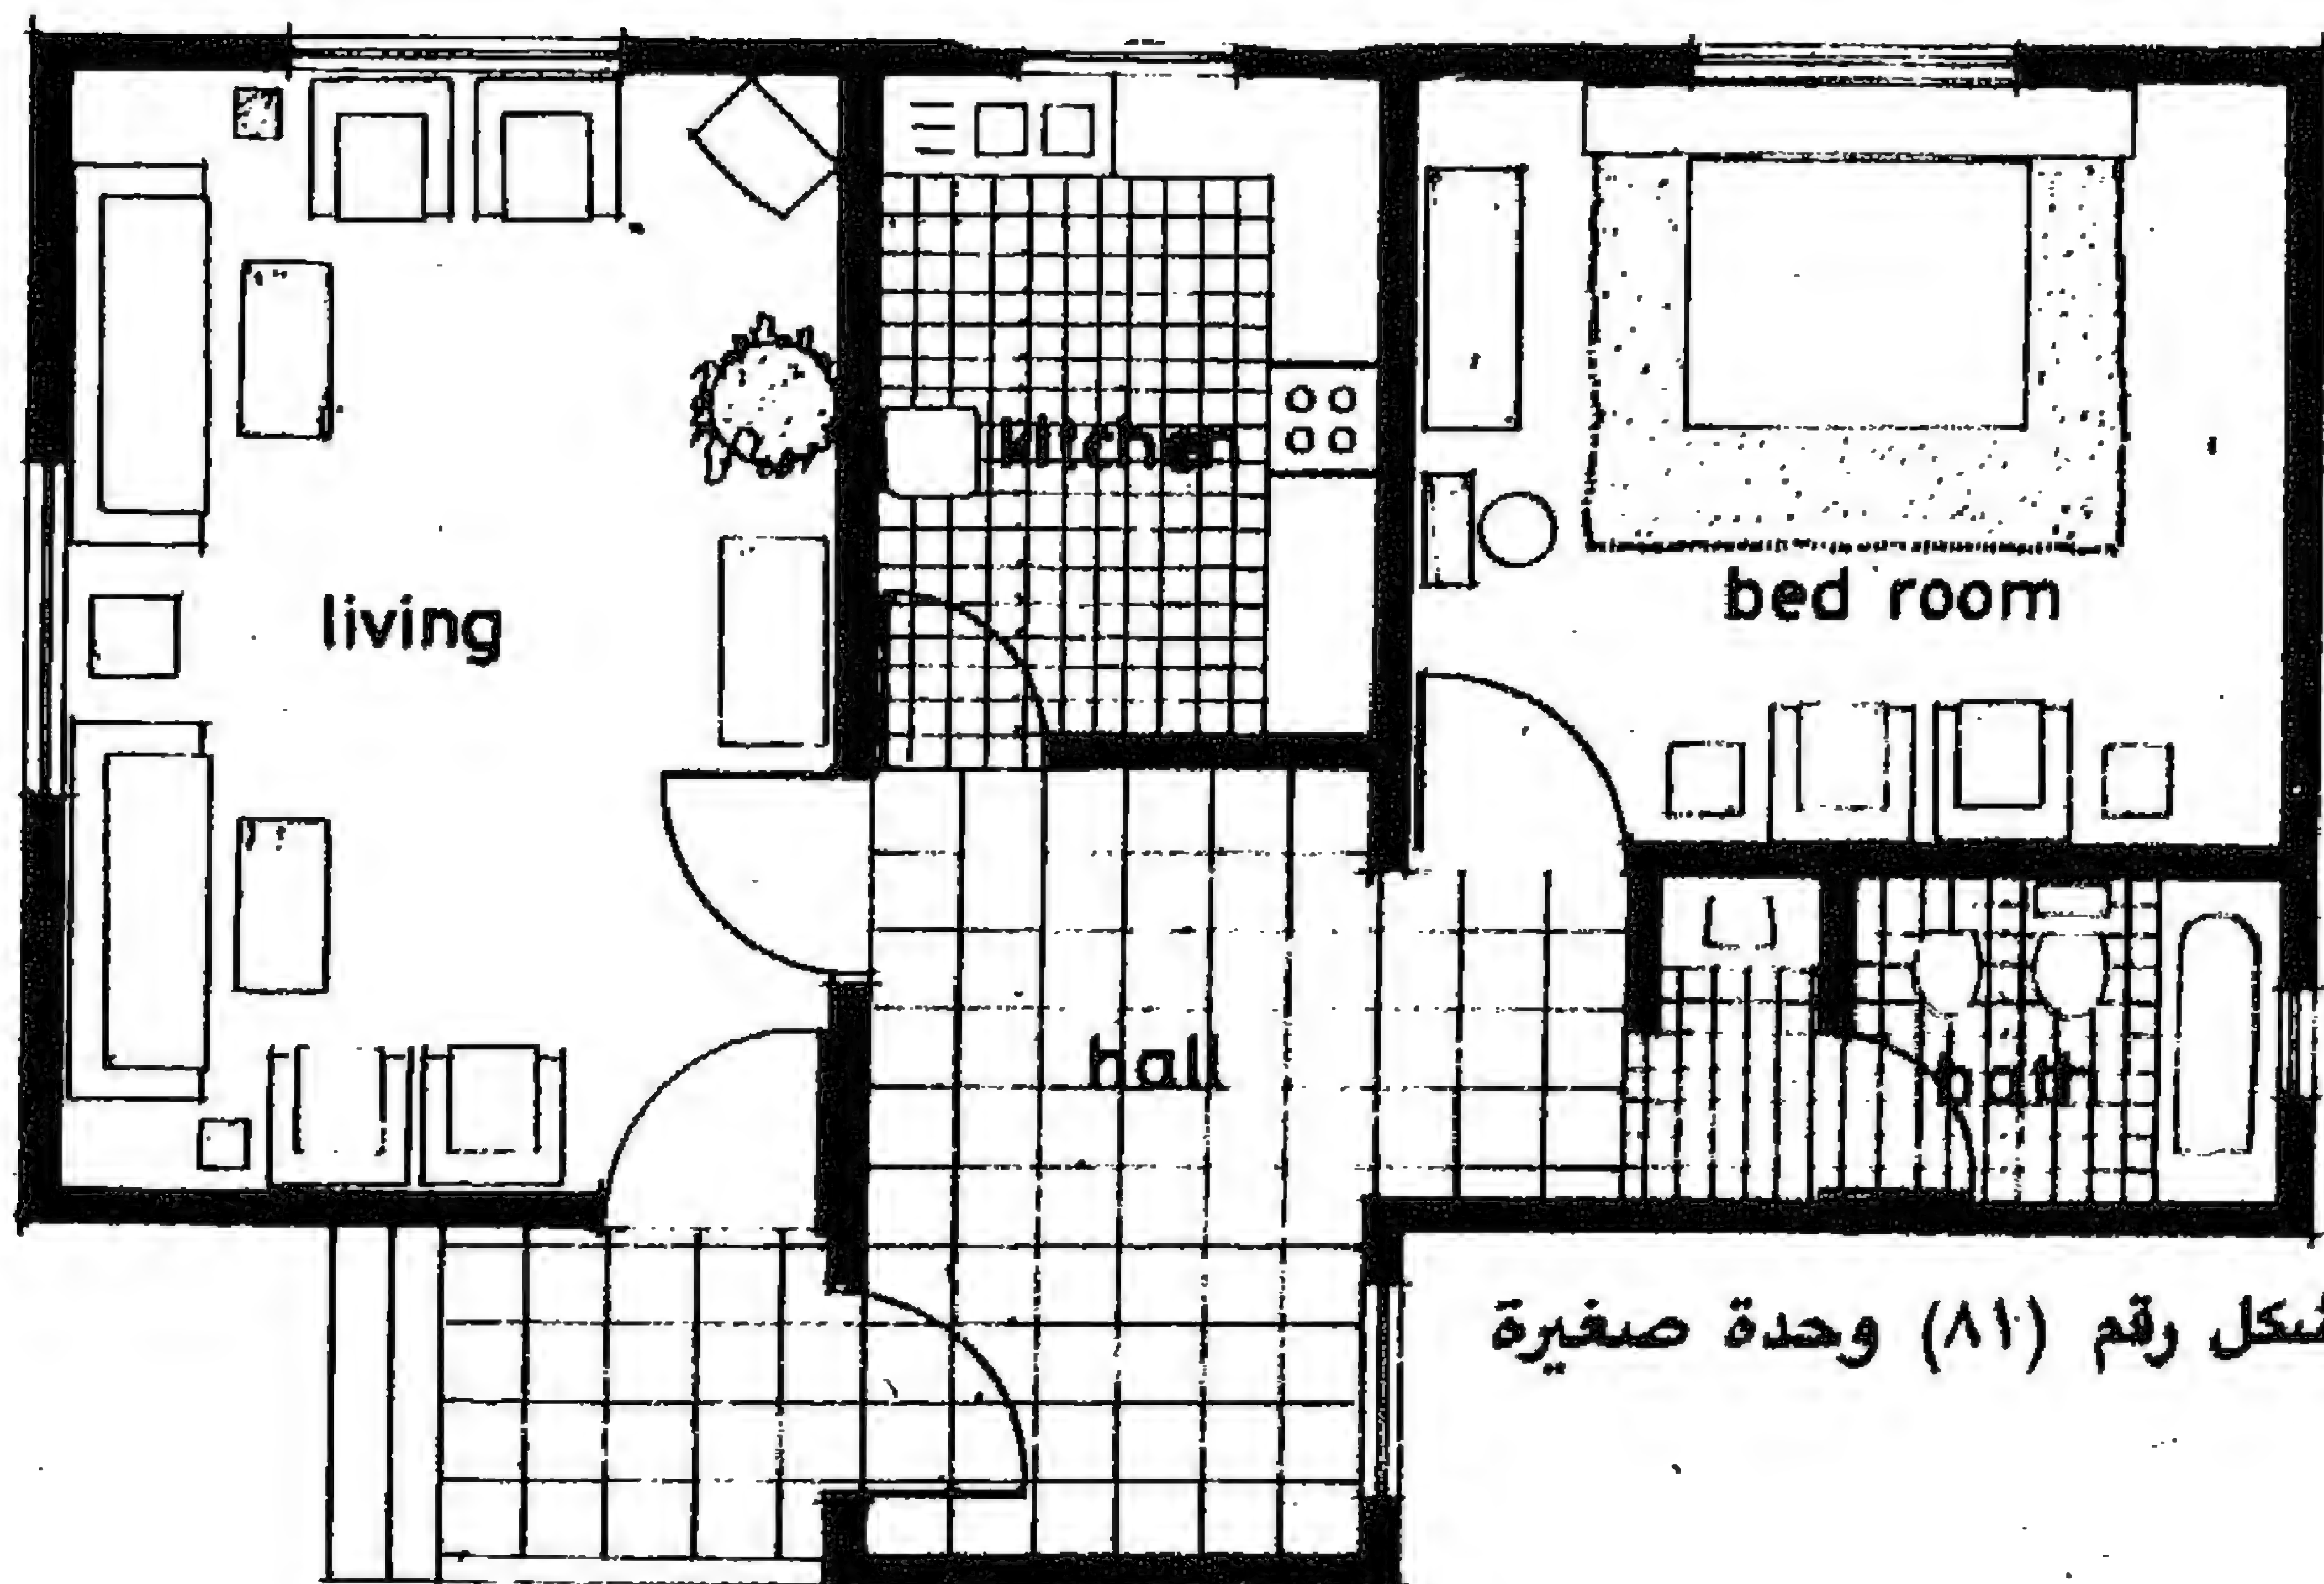 kitchen
living
bed room
hall
bath
شكل رقم (٨١) وحدة صغيرة